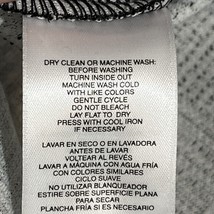 DRY CLEAN OR MACHINE WASH:
BEFORE WASHING
TURN INSIDE OUT
MACHINE WASH COLD
WITH LIKE COLORS
GENTLE CYCLE
DO NOT BLEACH
LAY FLAT TO DRY
PRESS WITH COOL IRON
IF NECESSARY
LAVAR EN SECO O EN LAVADORA
ANTES DE LAVAR
VOLTEAR AL REVÉS
LAVAR A MÁQUINA CON AGUA FRÍA
CON COLORES SIMILARES
CICLO SUAVE
NO UTILIZAR BLANQUEADOR
ESTIRE SOBRE SUPERFICIE PLANA
PARA SECAR
PLANCHA FRÍA SI ES NECESARIO